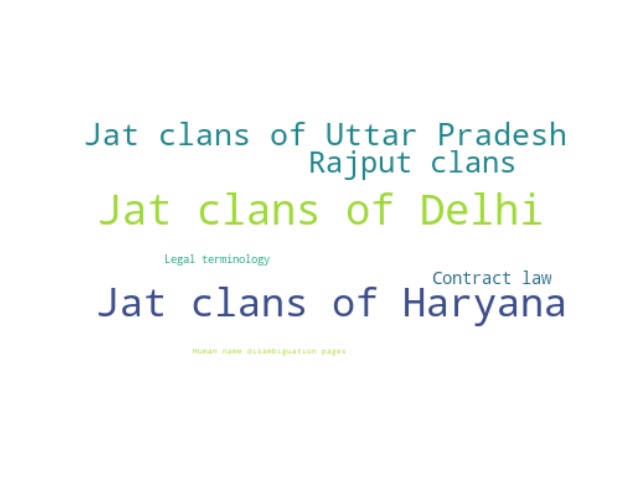 Jat clans of Uttar Pradesh
Rajput clans
Jat clans of Delhi
Legal terminology
Contract law
Jat clans of Haryana
Human name disambiguation pages